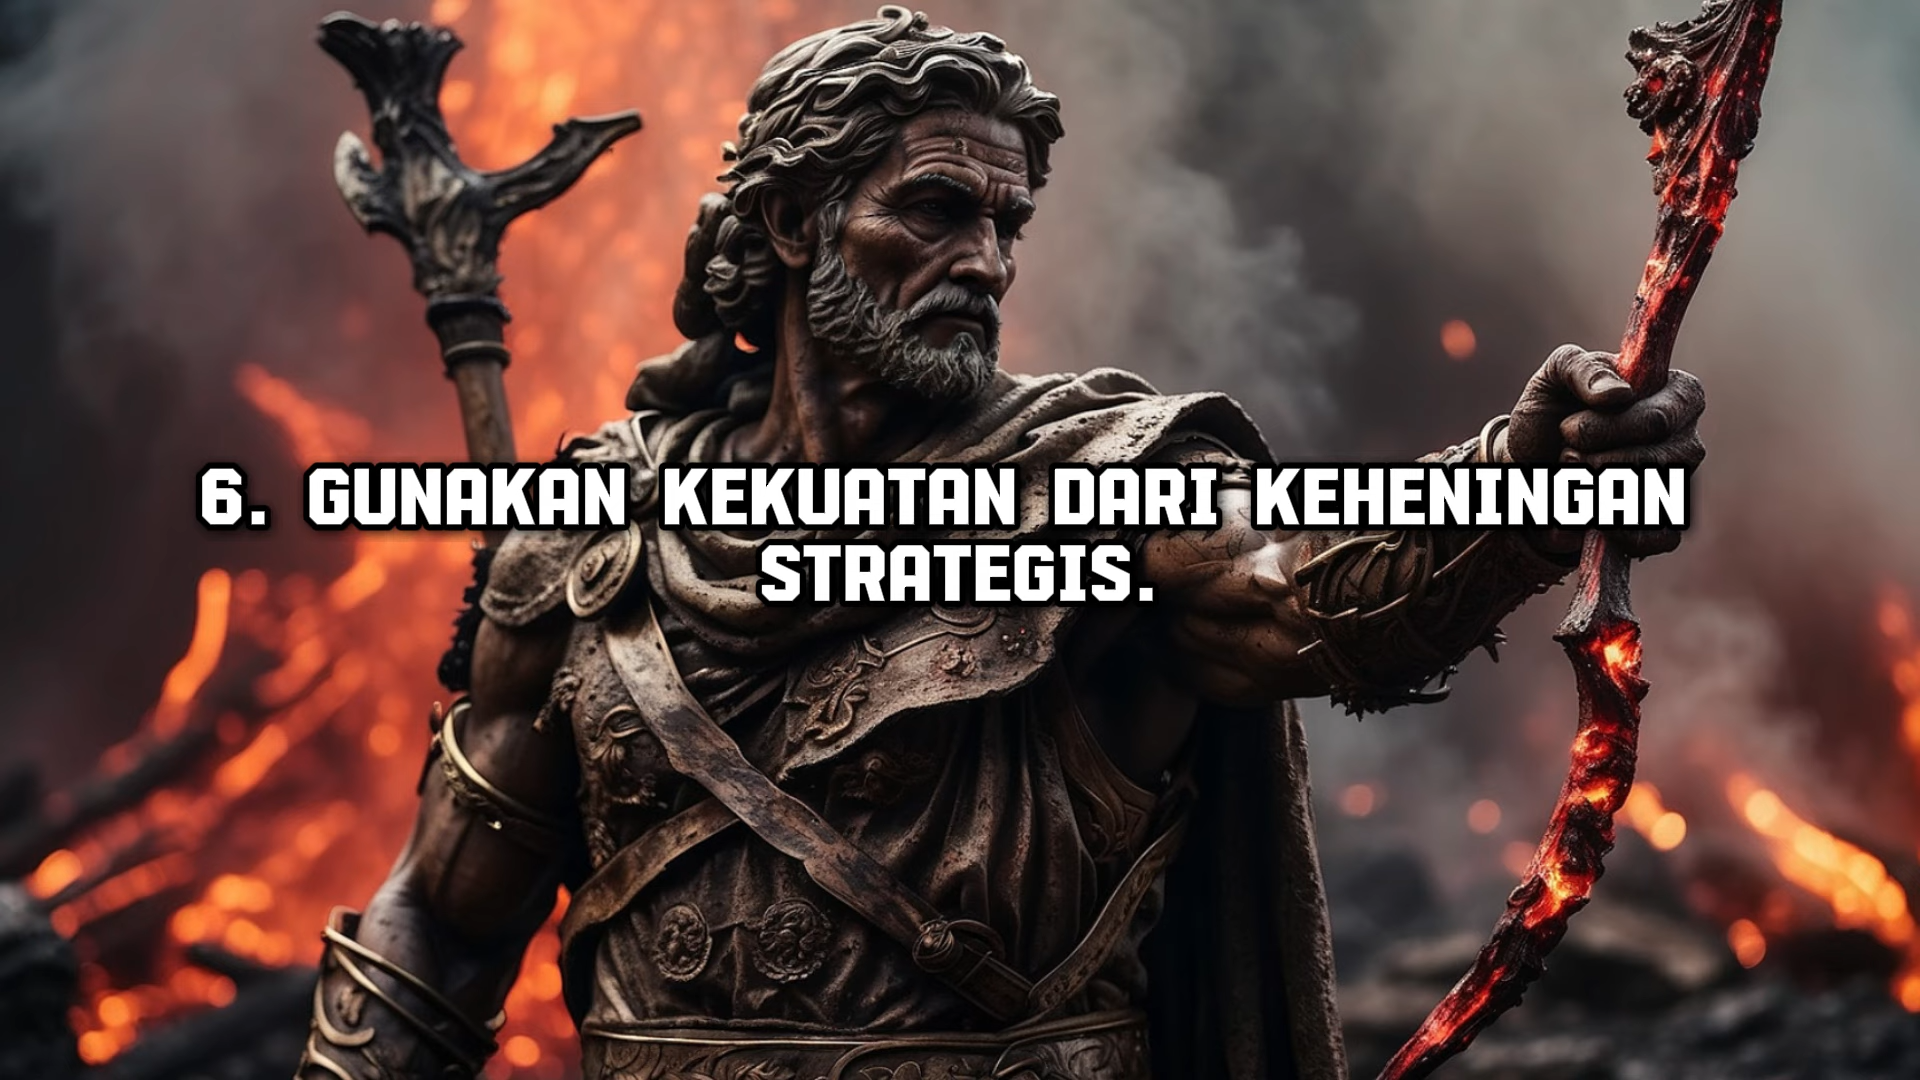 6. GUNAKAN KEKUATAN DARI KEHENINGAN
STRATEGIS.